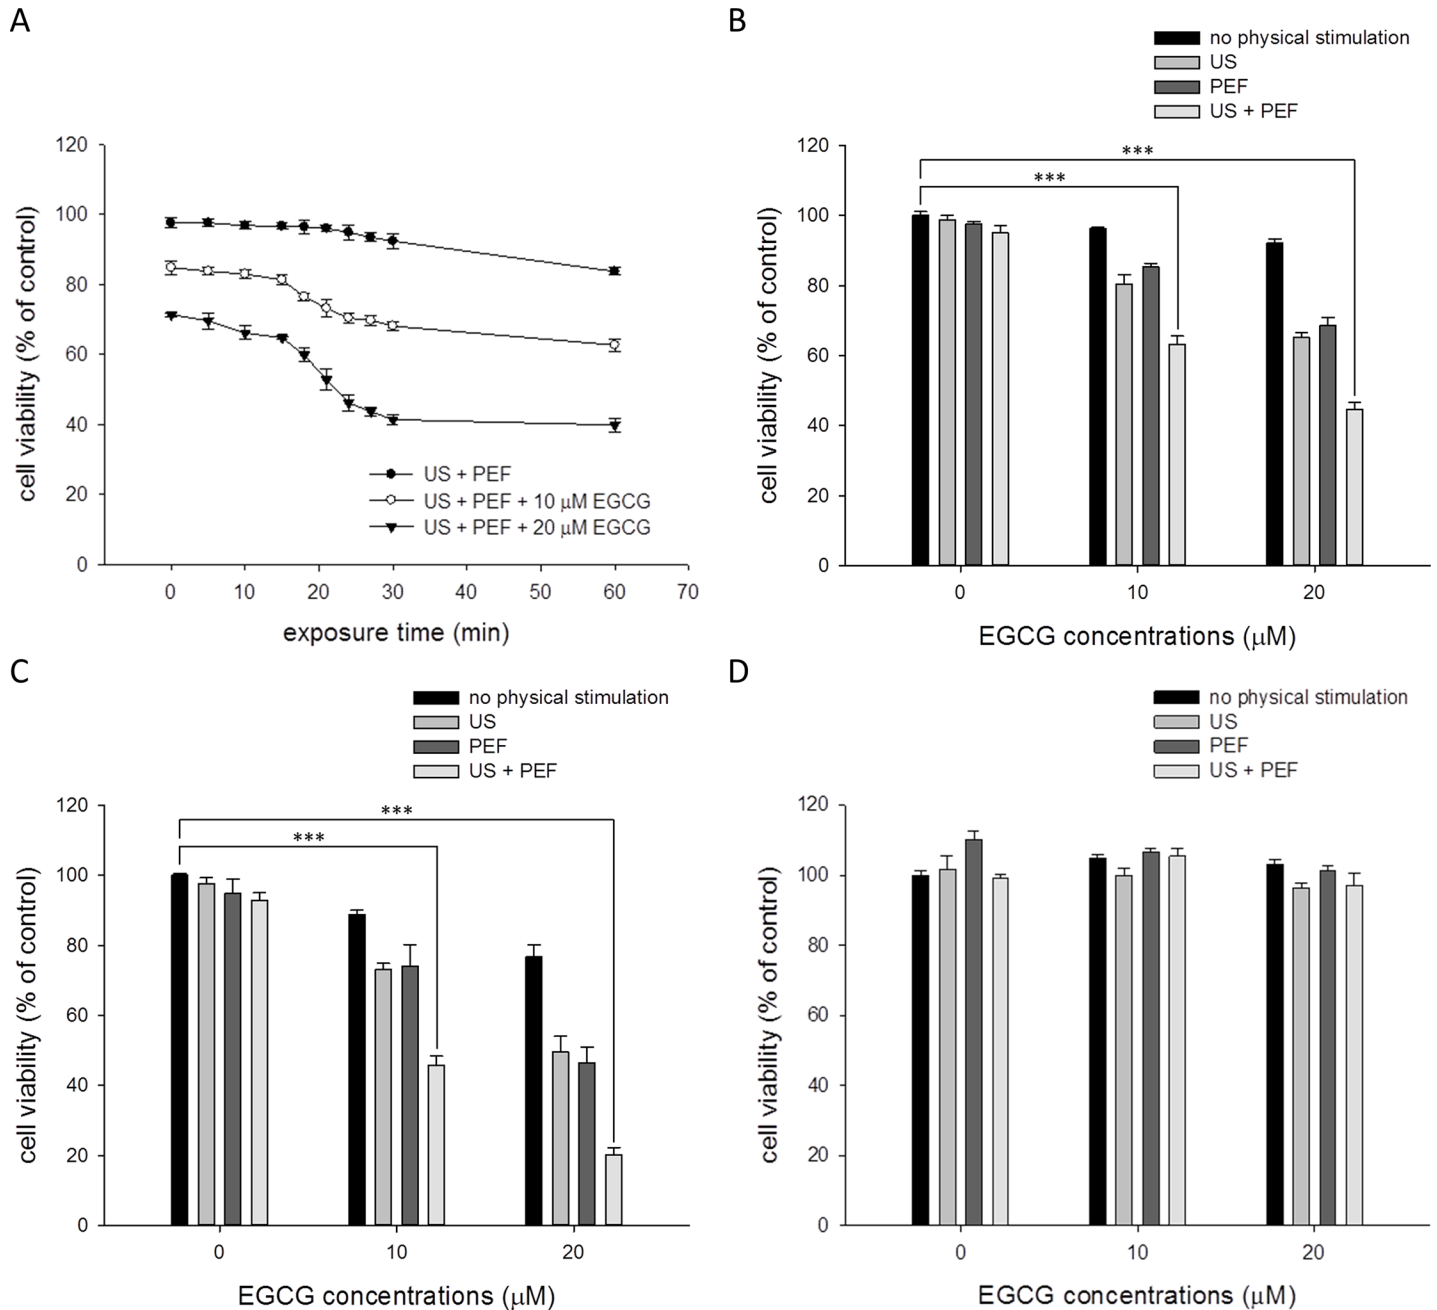 A
cell viability (% of control)
120
100
80
60
40
20
0
US + PEF
US + PEF + 10 μM EGCG
US + PEF + 20 μM EGCG
0 10 20 30 40 50 60 70
exposure time (min)
B
no physical stimulation
US
PEF
US + PEF
cell viability (% of control)
120
100
80
60
40
20
0
***
***
0 10 20
EGCG concentrations (μM)
C
no physical stimulation
US
PEF
US + PEF
cell viability (% of control)
120
100
80
60
40
20
0
***
***
0 10 20
EGCG concentrations (μM)
D
no physical stimulation
US
PEF
US + PEF
cell viability (% of control)
120
100
80
60
40
20
0
0 10 20
EGCG concentrations (μM)